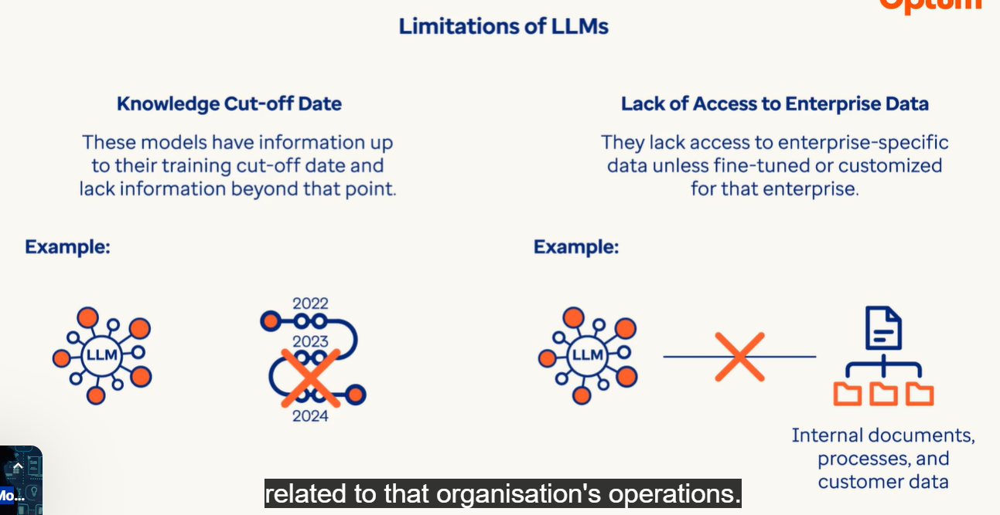 Optum
Limitations of LLMs
Knowledge Cut-off Date
These models have information up
to their training cut-off date and
lack information beyond that point.
Example:
LLM
2022
2023
2024
Lack of Access to Enterprise Data
They lack access to enterprise-specific
data unless fine-tuned or customized
for that enterprise.
Example:
LLM
Internal documents,
processes, and
customer data
Mo...
related to that organisation's operations.